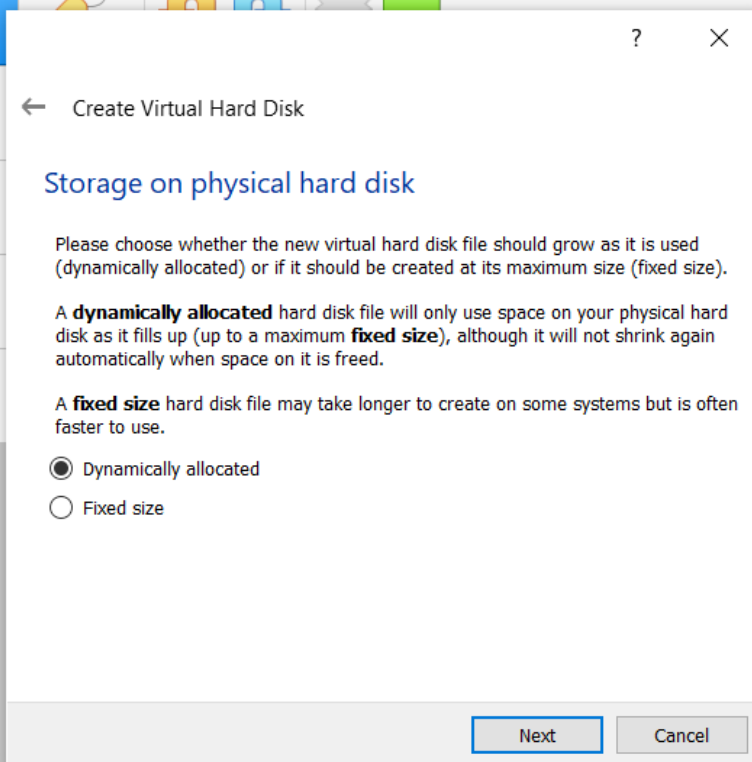 ?
Create Virtual Hard Disk
Storage on physical hard disk
Please choose whether the new virtual hard disk file should grow as it is used
(dynamically allocated) or if it should be created at its maximum size (fixed size).
A dynamically allocated hard disk file will only use space on your physical hard
disk as it fills up (up to a maximum fixed size), although it will not shrink again
automatically when space on it is freed.
A fixed size hard disk file may take longer to create on some systems but is often
faster to use.
Dynamically allocated
Fixed size
Next Cancel